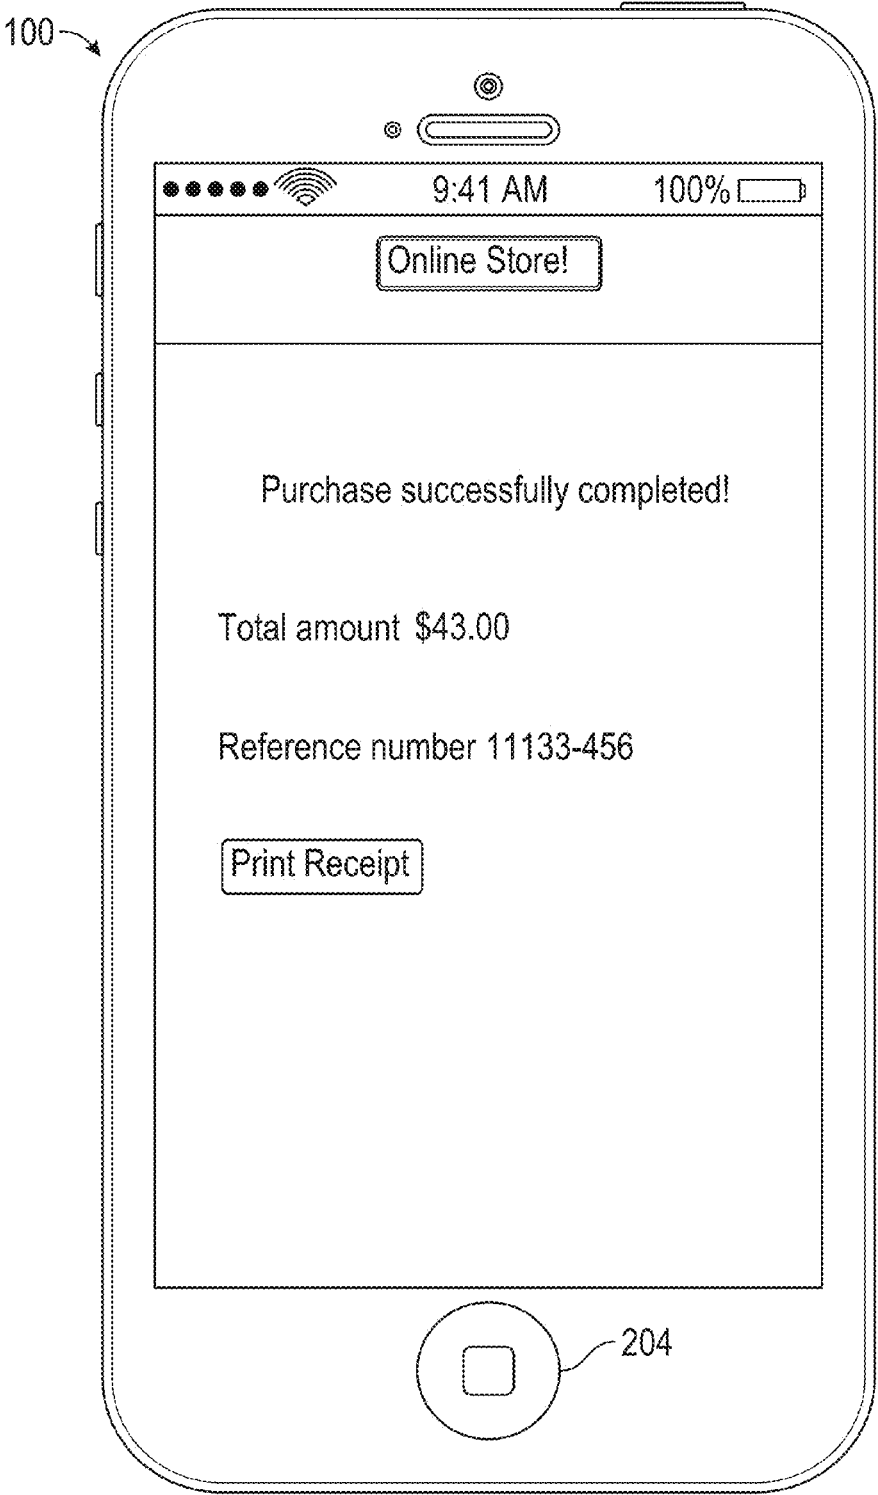 100
9:41 AM 100%
Online Store!
Purchase successfully completed!
Total amount $43.00
Reference number 11133-456
Print Receipt
204